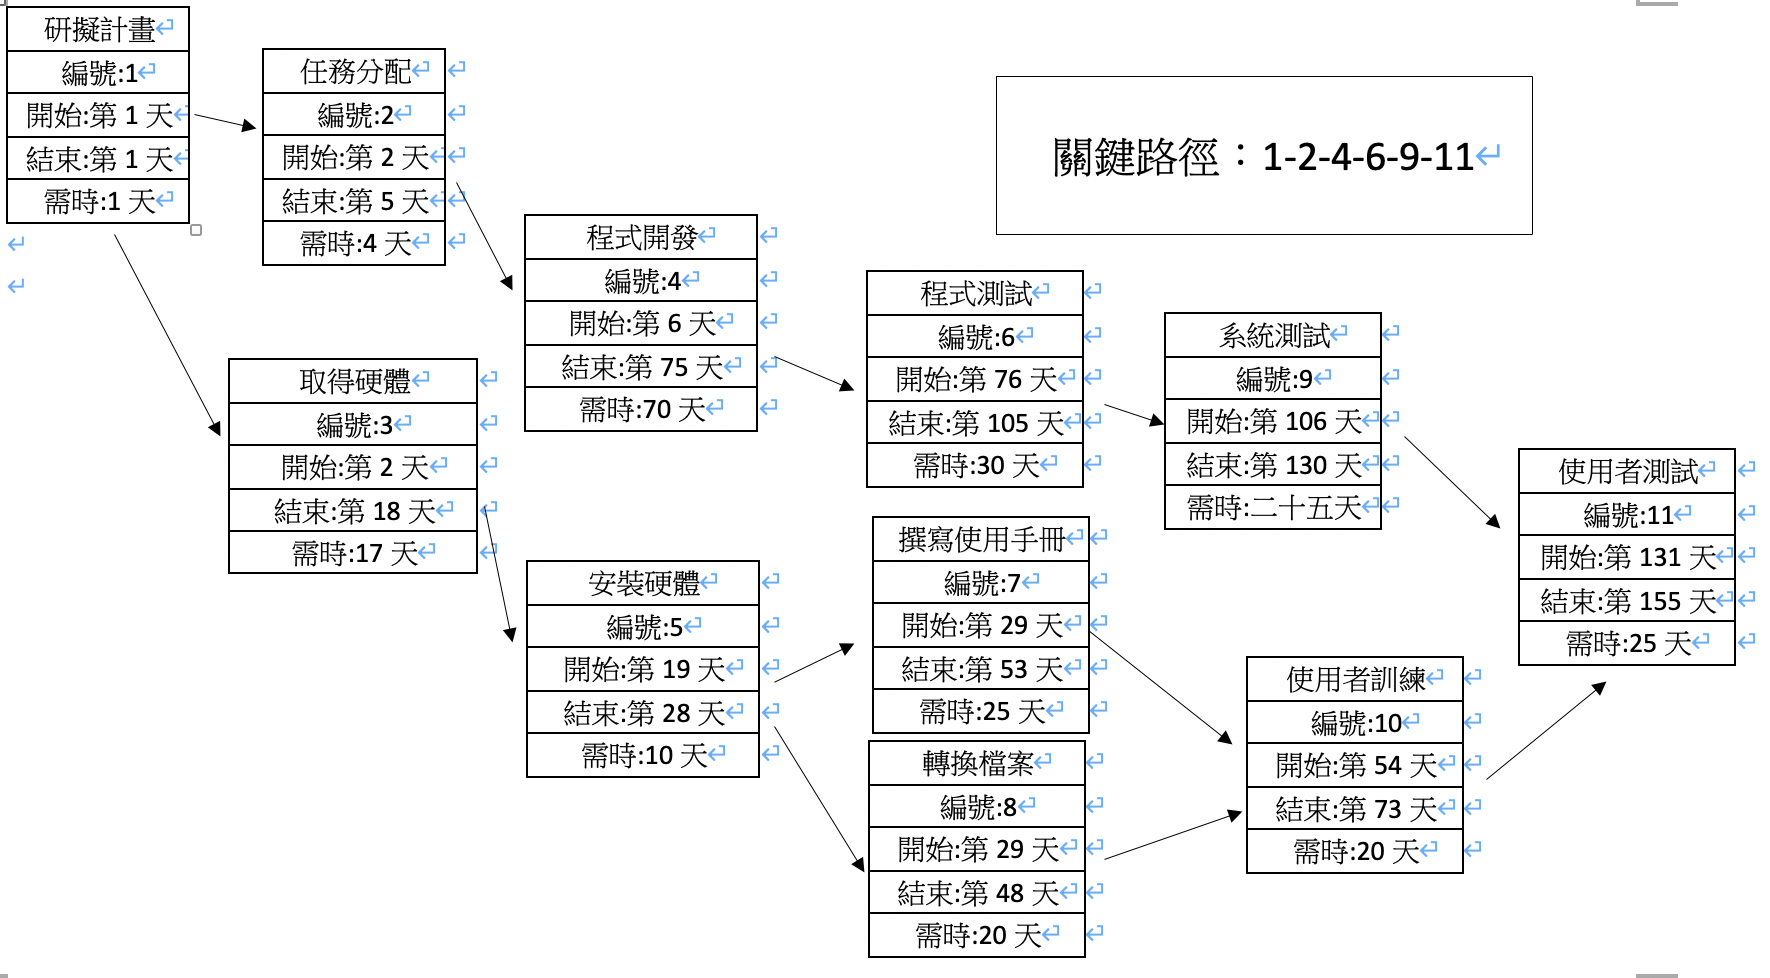 研擬計畫
編號:1
開始:第 1 天
結束:第 1 天
需時:1 天
任務分配
編號:2
開始:第 2 天
結束:第 5 天
需時:4 天
關鍵路徑：1-2-4-6-9-11
程式開發
編號:4
開始:第 6 天
結束:第 75 天
需時:70 天
程式測試
編號:6
開始:第 76 天
結束:第 105 天
需時:30 天
系統測試
編號:9
開始:第 106 天
結束:第 130 天
需時:二十五天
取得硬體
編號:3
開始:第 2 天
結束:第 18 天
需時:17 天
使用者測試
編號:11
開始:第 131 天
結束:第 155 天
需時:25 天
安裝硬體
編號:5
開始:第 19 天
結束:第 28 天
需時:10 天
撰寫使用手冊
編號:7
開始:第 29 天
結束:第 53 天
需時:25 天
使用者訓練
編號:10
開始:第 54 天
結束:第 73 天
需時:20 天
轉換檔案
編號:8
開始:第 29 天
結束:第 48 天
需時:20 天